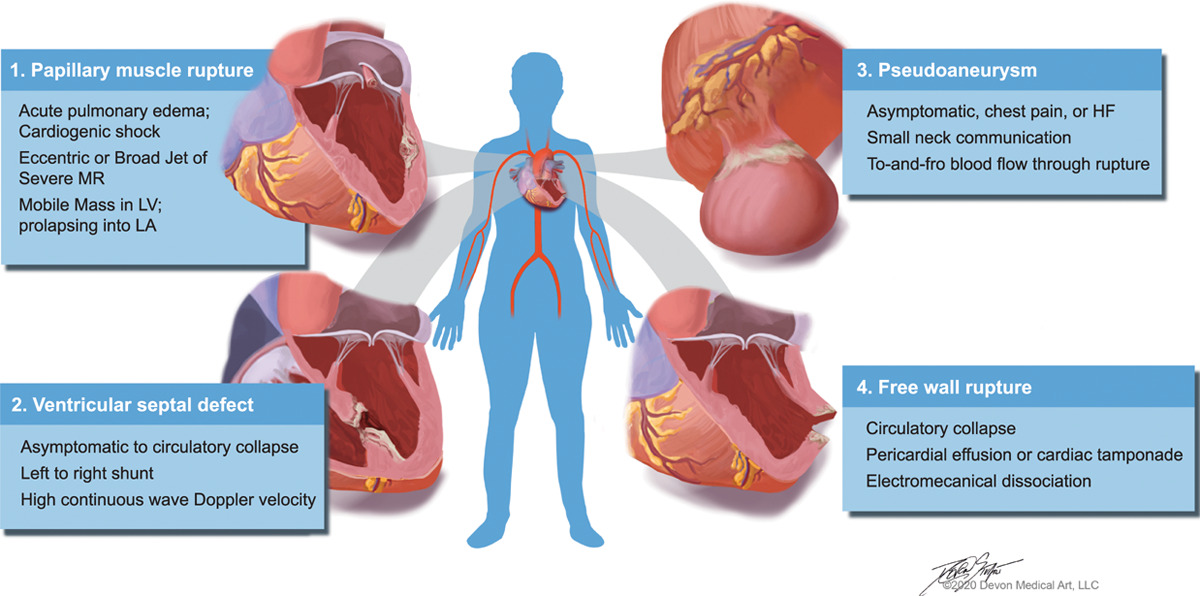 1. Papillary muscle rupture
Acute pulmonary edema;
Cardiogenic shock
Eccentric or Broad Jet of
Severe MR
Mobile Mass in LV;
prolapsing into LA
2. Ventricular septal defect
Asymptomatic to circulatory collapse
Left to right shunt
High continuous wave Doppler velocity
3. Pseudoaneurysm
Asymptomatic, chest pain, or HF
Small neck communication
To-and-fro blood flow through rupture
4. Free wall rupture
Circulatory collapse
Pericardial effusion or cardiac tamponade
Electromecanical dissociation
©2020 Devon Medical Art, LLC